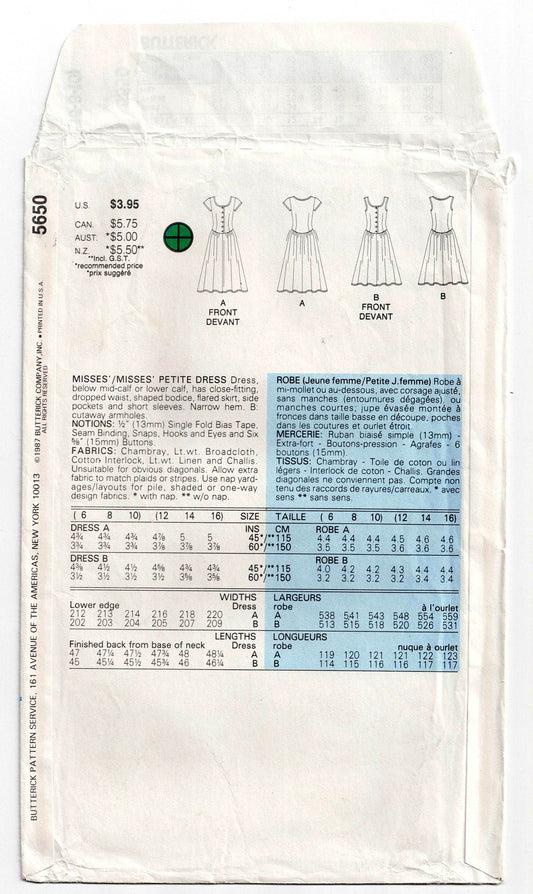 BUTTERICK
5650
U.S. $3.95
CAN. $5.75
AUST. *$5.00
N.Z. *$5.50**
**Incl. G.S.T.
*recommended price
*prix suggéré
A
FRONT
DEVANT
A
B
FRONT
DEVANT
B
BUTTERICK PATTERN SERVICE, 161 AVENUE OF THE AMERICAS, NEW YORK 10013 ©1987 BUTTERICK COMPANY, INC. • PRINTED IN U.S.A.
ALL RIGHTS RESERVED
MISSES'/MISSES' PETITE DRESS Dress,
below mid-calf or lower calf, has close-fitting,
dropped waist, shaped bodice, flared skirt, side
pockets and short sleeves. Narrow hem. B:
cutaway armholes.
NOTIONS: ½" (13mm) Single Fold Bias Tape,
Seam Binding, Snaps, Hooks and Eyes and Six
⅝" (15mm) Buttons.
FABRICS: Chambray, Lt.wt. Broadcloth,
Cotton Interlock, Lt.wt. Linen and Challis.
Unsuitable for obvious diagonals. Allow extra
fabric to match plaids or stripes. Use nap yard-
ages/layouts for pile, shaded or one-way
design fabrics. * with nap. ** w/o nap.
ROBE (Jeune femme/Petite J.femme) Robe à
mi-mollet ou au-dessous, avec corsage ajusté,
sans manches (entournures dégagées), ou
manches courtes; jupe évasée montée à
fronces dans taille basse en découpe, poches
dans les coutures et ourlet étroit.
MERCERIE: Ruban biaisé simple (13mm) -
Extra-fort - Boutons-pression - Agrafes - 6
boutons (15mm).
TISSUS: Chambray - Toile de coton ou lin
légers - Interlock de coton - Challis. Grandes
diagonales ne conviennent pas. Compte non
tenu des raccords de rayures/carreaux. * avec
sens ** sans sens.
( 6 8 10) (12 14 16) SIZE TAILLE ( 6 8 10) (12 14 16)
DRESS A INS CM ROBE A
4¾ 4¾ 4¾ 4⅞ 5 5 45*/**115 4.4 4.4 4.4 4.5 4.6 4.6
3¾ 3¾ 3¾ 3⅞ 3⅞ 3⅞ 60*/**150 3.5 3.5 3.5 3.6 3.6 3.6
DRESS B ROBE B
4⅜ 4½ 4½ 4⅝ 4¾ 4¾ 45*/**115 4.0 4.2 4.2 4.3 4.4 4.4
3½ 3½ 3½ 3½ 3⅝ 3⅝ 60*/**150 3.2 3.2 3.2 3.2 3.4 3.4
WIDTHS LARGEURS
Lower edge Dress robe à l'ourlet
212 213 214 216 218 220 A A 538 541 543 548 554 559
202 203 204 205 207 209 B B 513 515 518 520 526 531
LENGTHS LONGUEURS
Finished back from base of neck Dress robe nuque à ourlet
47 47¼ 47½ 47¾ 48 48¼ A A 119 120 121 121 122 123
45 45¼ 45½ 45¾ 46 46¼ B B 114 115 116 116 117 117